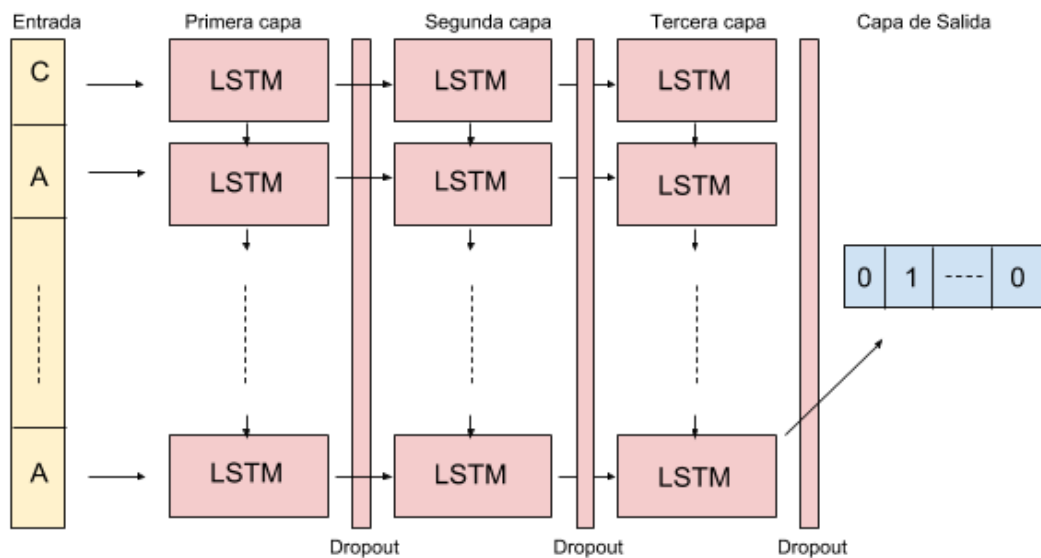 Entrada
Primera capa
Segunda capa
Tercera capa
Capa de Salida
C
LSTM
LSTM
LSTM
A
LSTM
LSTM
LSTM
0 1 ---- 0
A
LSTM
LSTM
LSTM
Dropout
Dropout
Dropout